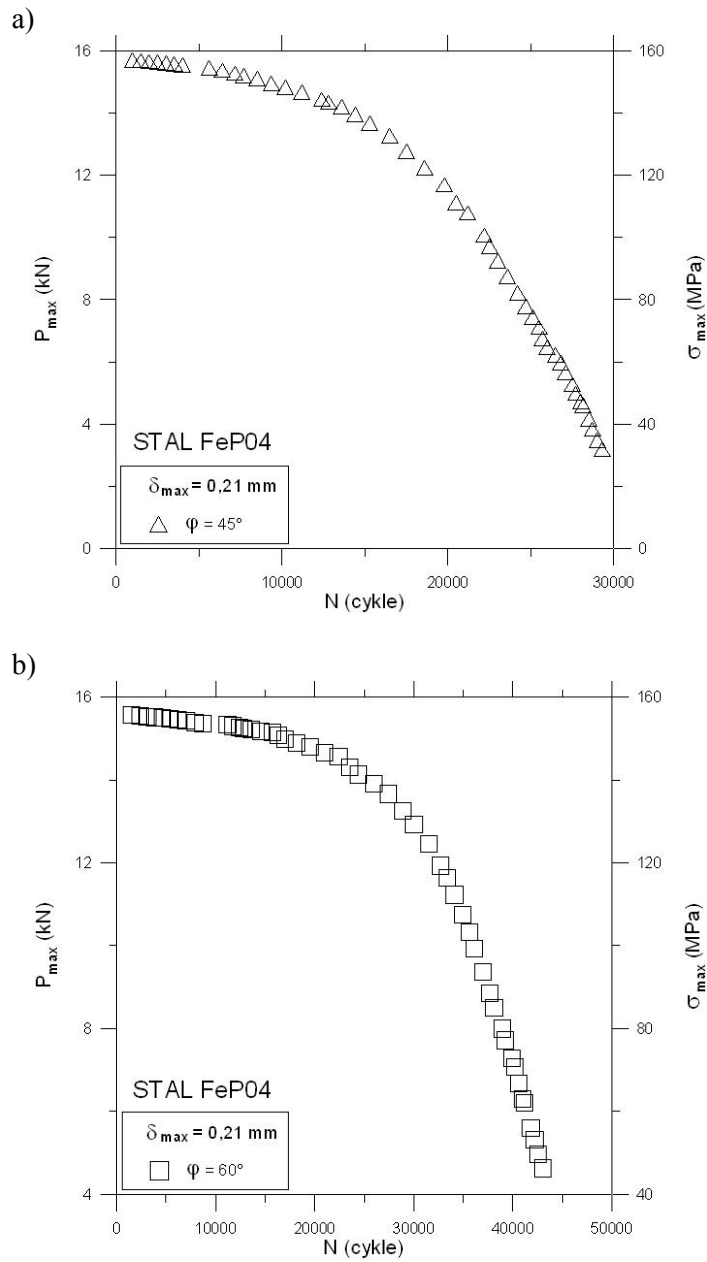 a)
16
12
8
4
0
P max (kN)
160
120
80
40
0
σ max (MPa)
STAL FeP04
δ max = 0,21 mm
φ = 45°
0 10000 20000 30000
N (cykle)
b)
16
12
8
4
P max (kN)
160
120
80
40
σ max (MPa)
STAL FeP04
δ max = 0,21 mm
φ = 60°
0 10000 20000 30000 40000 50000
N (cykle)